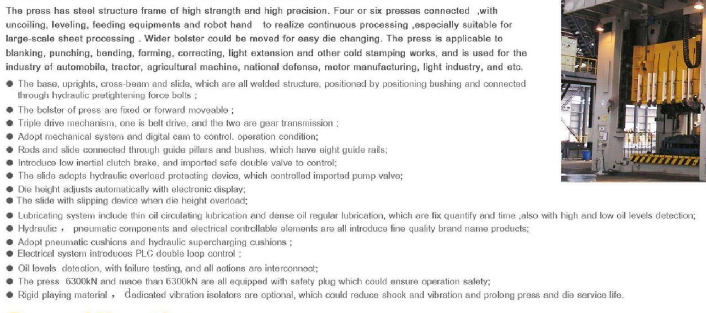 The press has steel structure frame of high strength and high precision. Four or six presses connected ,with
uncoiling, leveling, feeding equipments and robot hand to realize continuous processing ,especially suitable for
large-scale sheet processing . Wider bolster could be moved for easy die changing. The press is applicable to
blanking, punching, bending, forming, correcting, light extension and other cold stamping works, and is used for the
industry of automobile, tractor, agricultural machine, national defense, motor manufacturing, light industry, and etc.
● The base, uprights, cross-beam and slide, which are all welded structure, positioned by positioning bushing and connected
through hydraulic pretightening force bolts ;
● The bolster of press are fixed or forward moveable ;
● Triple drive mechanism, one is belt drive, and the two are gear transmission ;
● Adopt mechanical system and digital cam to control. operation condition;
● Rods and slide connected through guide pillars and bushes, which have eight guide rails;
● Introduce low inertial clutch brake, and imported safe double valve to control;
● The slide adopts hydraulic overload protecting device, which controlled imported pump valve;
● Die height adjusts automatically with electronic display;
● The slide with slipping device when die height overload;
● Lubricating system include thin oil circulating lubrication and dense oil regular lubrication, which are fix quantify and time ,also with high and low oil levels detection;
● Hydraulic , pneumatic components and electrical controllable elements are all introduce fine quality brand name products;
● Adopt pneumatic cushions and hydraulic supercharging cushions ;
● Electrical system introduces PLC double loop control ;
● Oil levels detection, with failure testing, and all actions are interconnect;
● The press 6300kN and mace than 6300kN are all equipped with safety plug which could ensure operation safety;
● Rigid playing material , dedicated vibration isolators are optional, which could reduce shock and vibration and prolong press and die service life.